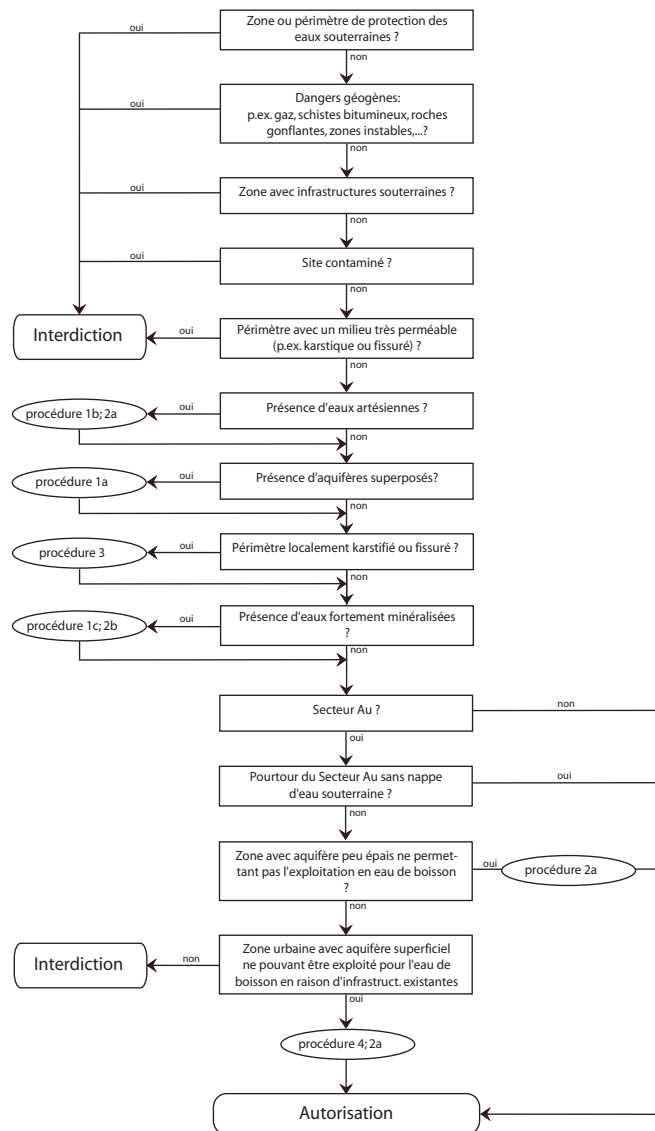 Zone ou périmètre de protection des
eaux souterraines ?
oui
non
Dangers géogènes:
p.ex. gaz, schistes bitumineux, roches
gonflantes, zones instables,...?
oui
non
Zone avec infrastructures souterraines ?
oui
non
Site contaminé ?
oui
non
Interdiction
oui
Périmètre avec un milieu très perméable
(p.ex. karstique ou fissuré) ?
non
procédure 1b; 2a
oui
Présence d'eaux artésiennes ?
non
procédure 1a
oui
Présence d'aquifères superposés?
non
procédure 3
oui
Périmètre localement karstifié ou fissuré ?
non
procédure 1c; 2b
oui
Présence d'eaux fortement minéralisées
?
non
Secteur Au ?
non
oui
Pourtour du Secteur Au sans nappe
d'eau souterraine ?
oui
non
Zone avec aquifère peu épais ne permet-
tant pas l'exploitation en eau de boisson
?
oui
procédure 2a
non
Interdiction
non
Zone urbaine avec aquifère superficiel
ne pouvant être exploité pour l'eau de
boisson en raison d'infrastruct. existantes
oui
procédure 4; 2a
Autorisation